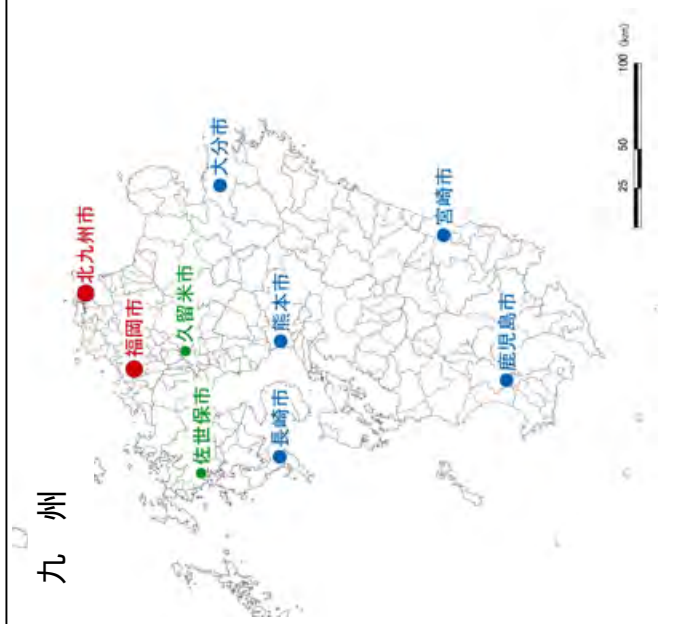 九州
北九州市
福岡市
久留米市
大分市
佐世保市
長崎市
熊本市
宮崎市
鹿児島市
25 50 100 (km)